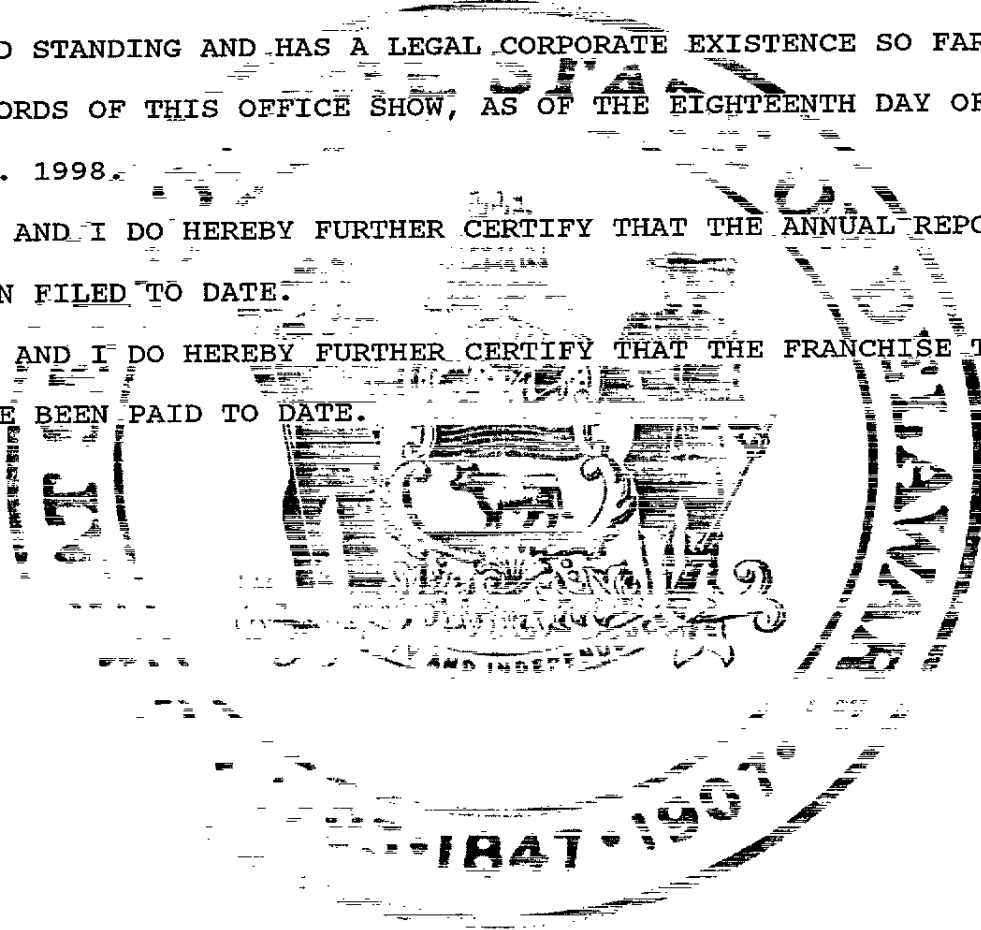 D STANDING AND HAS A LEGAL CORPORATE EXISTENCE SO FAR
ORDS OF THIS OFFICE SHOW, AS OF THE EIGHTEENTH DAY OF
. 1998.
AND I DO HEREBY FURTHER CERTIFY THAT THE ANNUAL REPO
N FILED TO DATE.
AND I DO HEREBY FURTHER CERTIFY THAT THE FRANCHISE T
E BEEN PAID TO DATE.
AND INDEPEN
1847 · 1907 ·